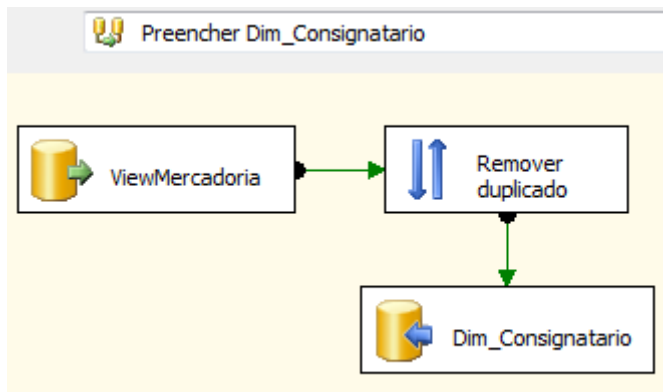 Preencher Dim_Consignatario
ViewMercadoria
Remover
duplicado
Dim_Consignatario